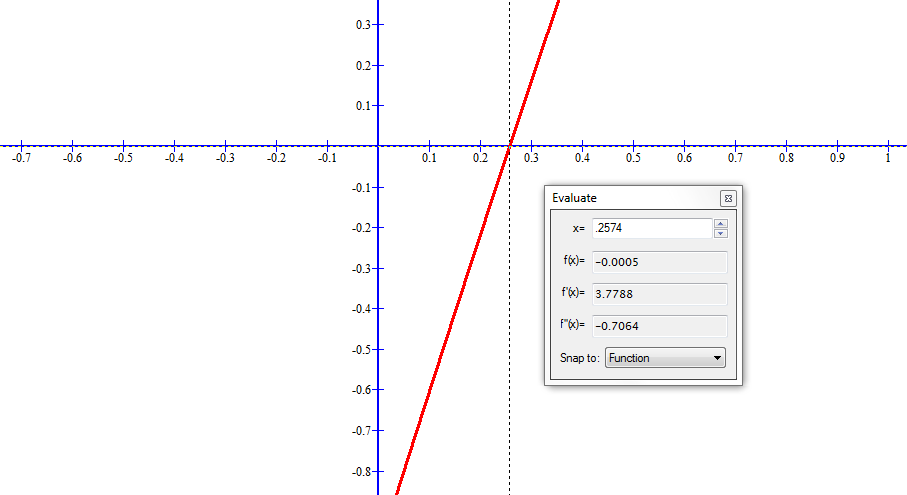 0.3
0.2
0.1
-0.7 -0.6 -0.5 -0.4 -0.3 -0.2 -0.1 0.1 0.2 0.3 0.4 0.5 0.6 0.7 0.8 0.9 1
-0.1
-0.2
-0.3
-0.4
-0.5
-0.6
-0.7
-0.8
Evaluate
x= .2574
f(x)= -0.0005
f'(x)= 3.7788
f"(x)= -0.7064
Snap to: Function